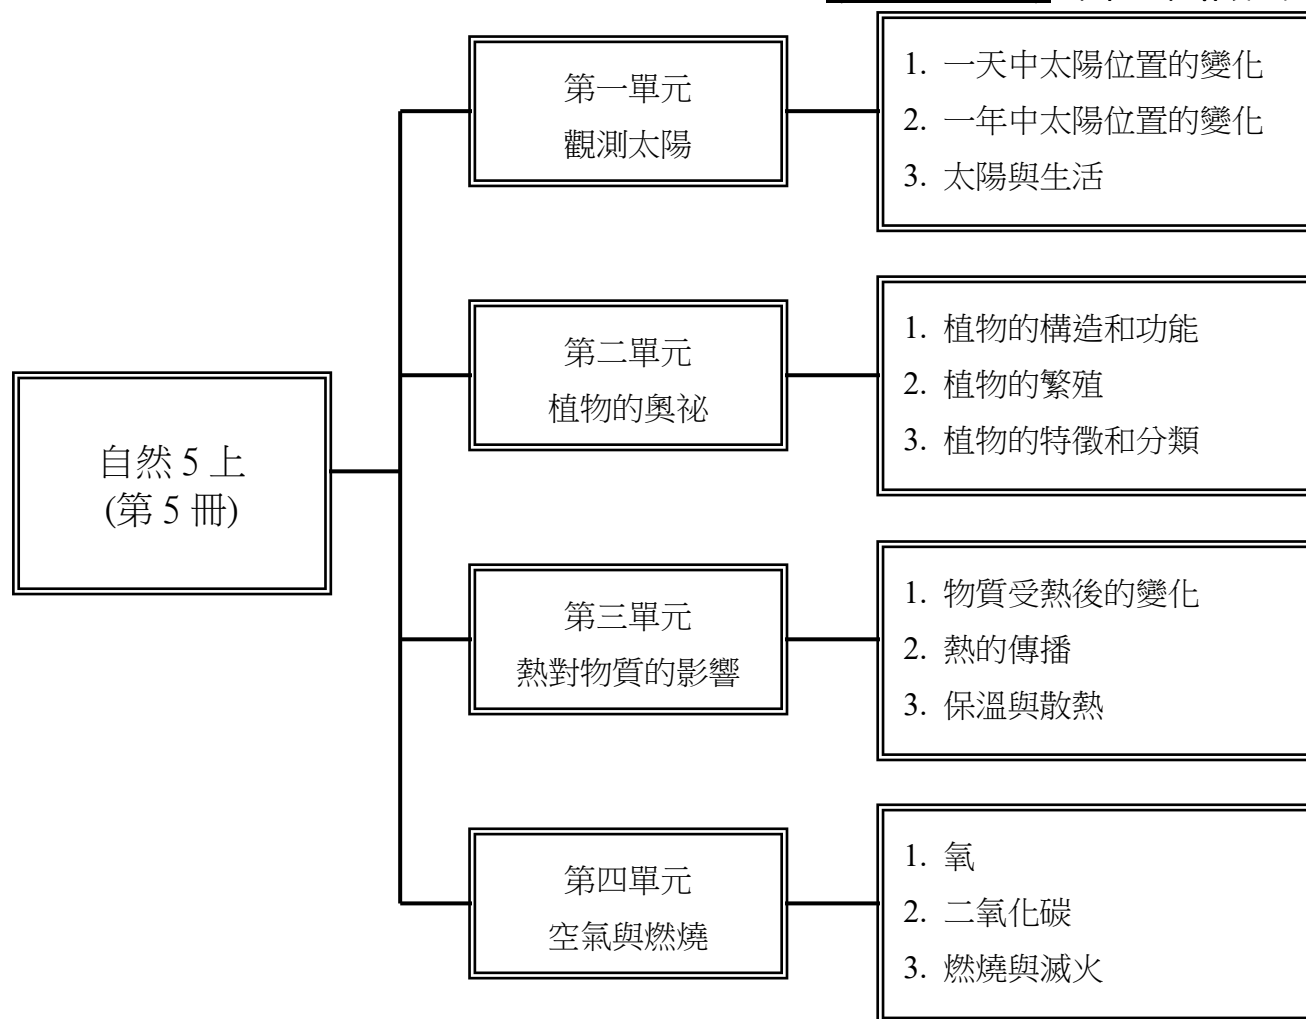 第一單元
觀測太陽
1. 一天中太陽位置的變化
2. 一年中太陽位置的變化
3. 太陽與生活
第二單元
植物的奧祕
1. 植物的構造和功能
2. 植物的繁殖
3. 植物的特徵和分類
自然 5 上
(第 5 冊)
第三單元
熱對物質的影響
1. 物質受熱後的變化
2. 熱的傳播
3. 保溫與散熱
第四單元
空氣與燃燒
1. 氧
2. 二氧化碳
3. 燃燒與滅火